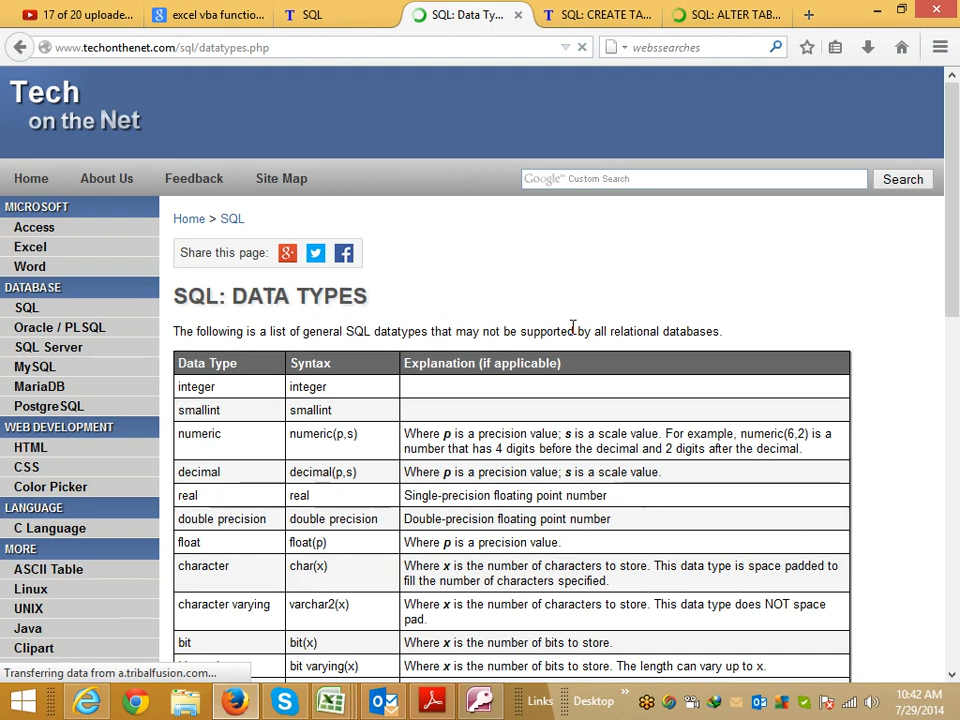 17 of 20 uploade...
excel vba functio...
SQL
SQL: Data Ty...
SQL: CREATE TA...
SQL: ALTER TAB...
www.techonthenet.com/sql/datatypes.php
webssearches
Tech
on the Net
Home
About Us
Feedback
Site Map
Google™ Custom Search
Search
MICROSOFT
Access
Excel
Word
DATABASE
SQL
Oracle / PLSQL
SQL Server
MySQL
MariaDB
PostgreSQL
WEB DEVELOPMENT
HTML
CSS
Color Picker
LANGUAGE
C Language
MORE
ASCII Table
Linux
UNIX
Java
Clipart
Home > SQL
Share this page:
SQL: DATA TYPES
The following is a list of general SQL datatypes that may not be supported by all relational databases.
Data Type Syntax Explanation (if applicable)
integer integer
smallint smallint
numeric numeric(p,s) Where p is a precision value; s is a scale value. For example, numeric(6,2) is a
number that has 4 digits before the decimal and 2 digits after the decimal.
decimal decimal(p,s) Where p is a precision value; s is a scale value.
real real Single-precision floating point number
double precision double precision Double-precision floating point number
float float(p) Where p is a precision value.
character char(x) Where x is the number of characters to store. This data type is space padded to
fill the number of characters specified.
character varying varchar2(x) Where x is the number of characters to store. This data type does NOT space
pad.
bit bit(x) Where x is the number of bits to store.
bit varying(x) Where x is the number of bits to store. The length can vary up to x.
Transferring data from a.tribalfusion.com...
Links
Desktop
10:42 AM
7/29/2014